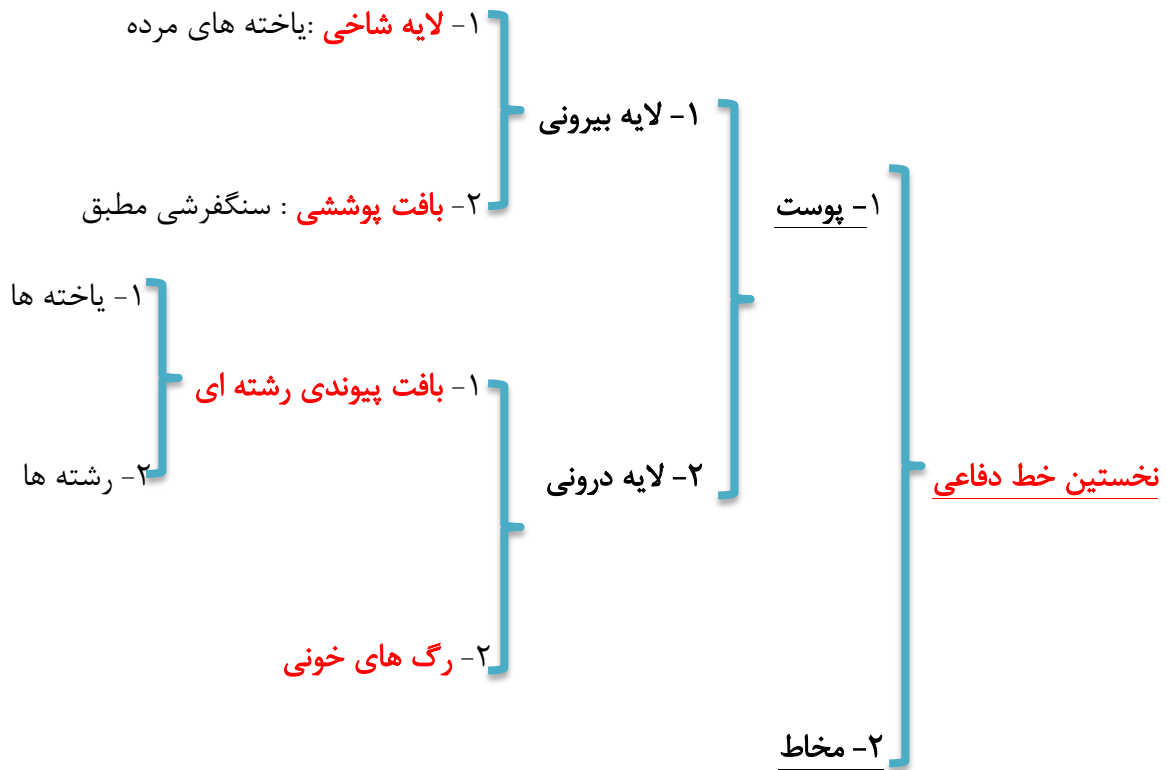 نخستین خط دفاعی
۱- پوست
۱- لایه بیرونی
۱- لایه شاخی :یاخته های مرده
۲- بافت پوششی : سنگفرشی مطبق
۲- لایه درونی
۱- بافت پیوندی رشته ای
۱- یاخته ها
۲- رشته ها
۲- رگ های خونی
۲- مخاط